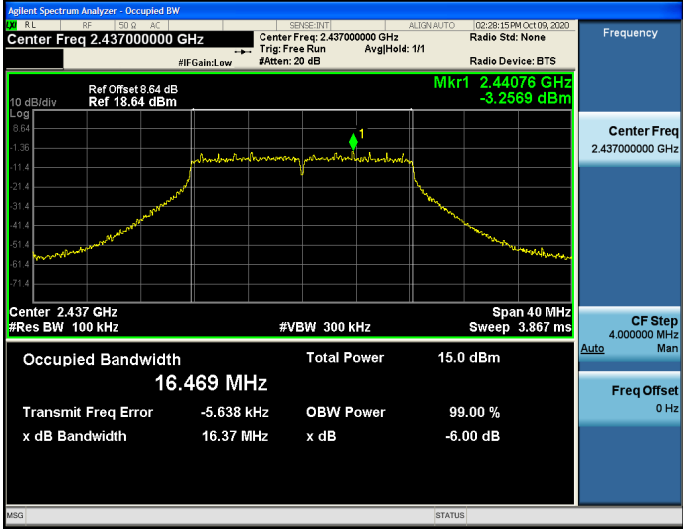 Agilent Spectrum Analyzer - Occupied BW
RL RF 50 Ω AC SENSE:INT ALIGN AUTO 02:28:15 PM Oct 09, 2020
Center Freq 2.437000000 GHz
Center Freq: 2.437000000 GHz
Radio Std: None
Trig: Free Run Avg|Hold: 1/1
#IFGain:Low #Atten: 20 dB Radio Device: BTS
Frequency
Ref Offset 8.64 dB
10 dB/div Ref 18.64 dBm
Mkr1 2.44076 GHz
-3.2569 dBm
Log
8.64
-1.36
-11.4
-21.4
-31.4
-41.4
-51.4
-61.4
-71.4
1
Center 2.437 GHz Span 40 MHz
#Res BW 100 kHz #VBW 300 kHz Sweep 3.867 ms
Occupied Bandwidth Total Power 15.0 dBm
16.469 MHz
Transmit Freq Error -5.638 kHz OBW Power 99.00 %
x dB Bandwidth 16.37 MHz x dB -6.00 dB
Center Freq
2.437000000 GHz
CF Step
4.000000 MHz
Auto Man
Freq Offset
0 Hz
MSG STATUS